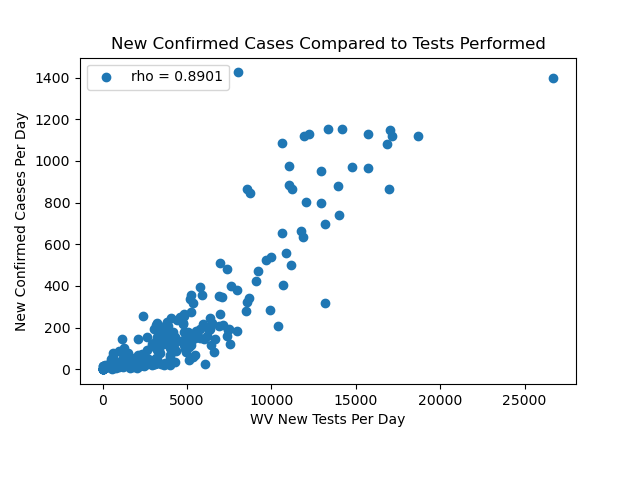 New Confirmed Cases Compared to Tests Performed
rho = 0.8901
New Confirmed Caeses Per Day
1400
1200
1000
800
600
400
200
0
0 5000 10000 15000 20000 25000
WV New Tests Per Day